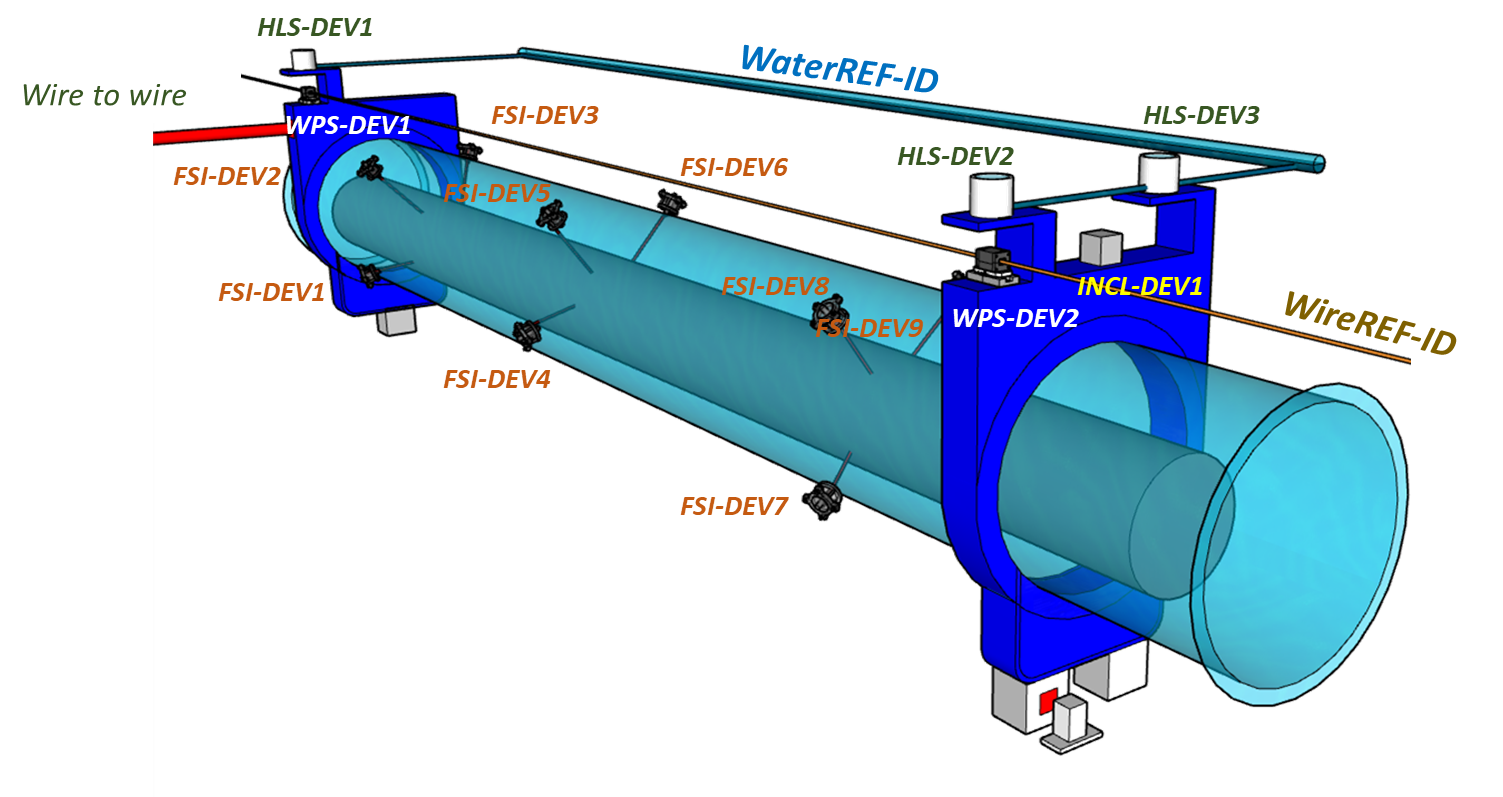 HLS-DEV1
WaterREF-ID
Wire to wire
HLS-DEV3
FSI-DEV3
WPS-DEV1
HLS-DEV2
FSI-DEV6
FSI-DEV2
FSI-DEV5
FSI-DEV8
INCL-DEV1
FSI-DEV1
WireREF-ID
WPS-DEV2
FSI-DEV9
FSI-DEV4
FSI-DEV7